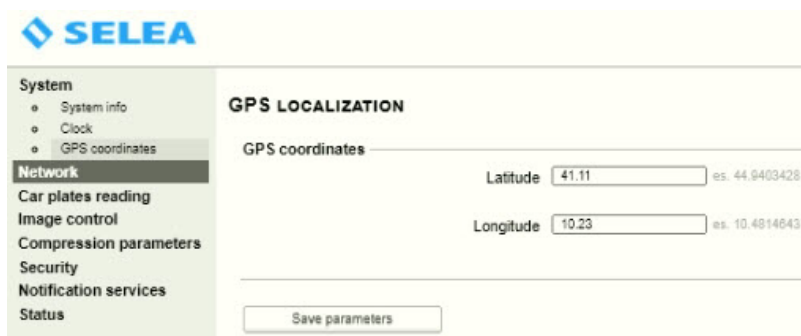 SELEA
System
System info
Clock
GPS coordinates
Network
Car plates reading
Image control
Compression parameters
Security
Notification services
Status
GPS LOCALIZATION
GPS coordinates
Latitude 41.11 es. 44.9403428
Longitude 10.23 es. 10.4814643
Save parameters